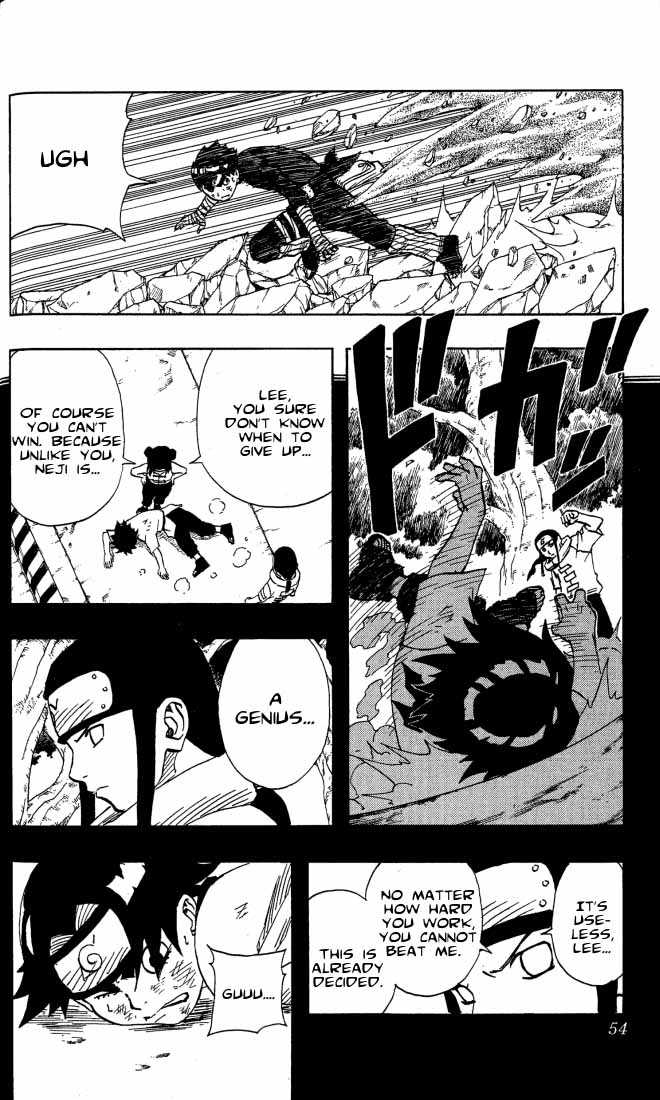 UGH
ドガッ
LEE,
YOU SURE
DON'T KNOW
WHEN TO
GIVE UP...
OF COURSE
YOU CAN'T
WIN. BECAUSE
UNLIKE YOU,
NEJI IS...
A
GENIUS...
IT'S
USE-
LESS,
LEE...
NO MATTER
HOW HARD
YOU WORK,
YOU CANNOT
BEAT ME.
THIS IS
ALREADY
DECIDED.
GUUU....
54